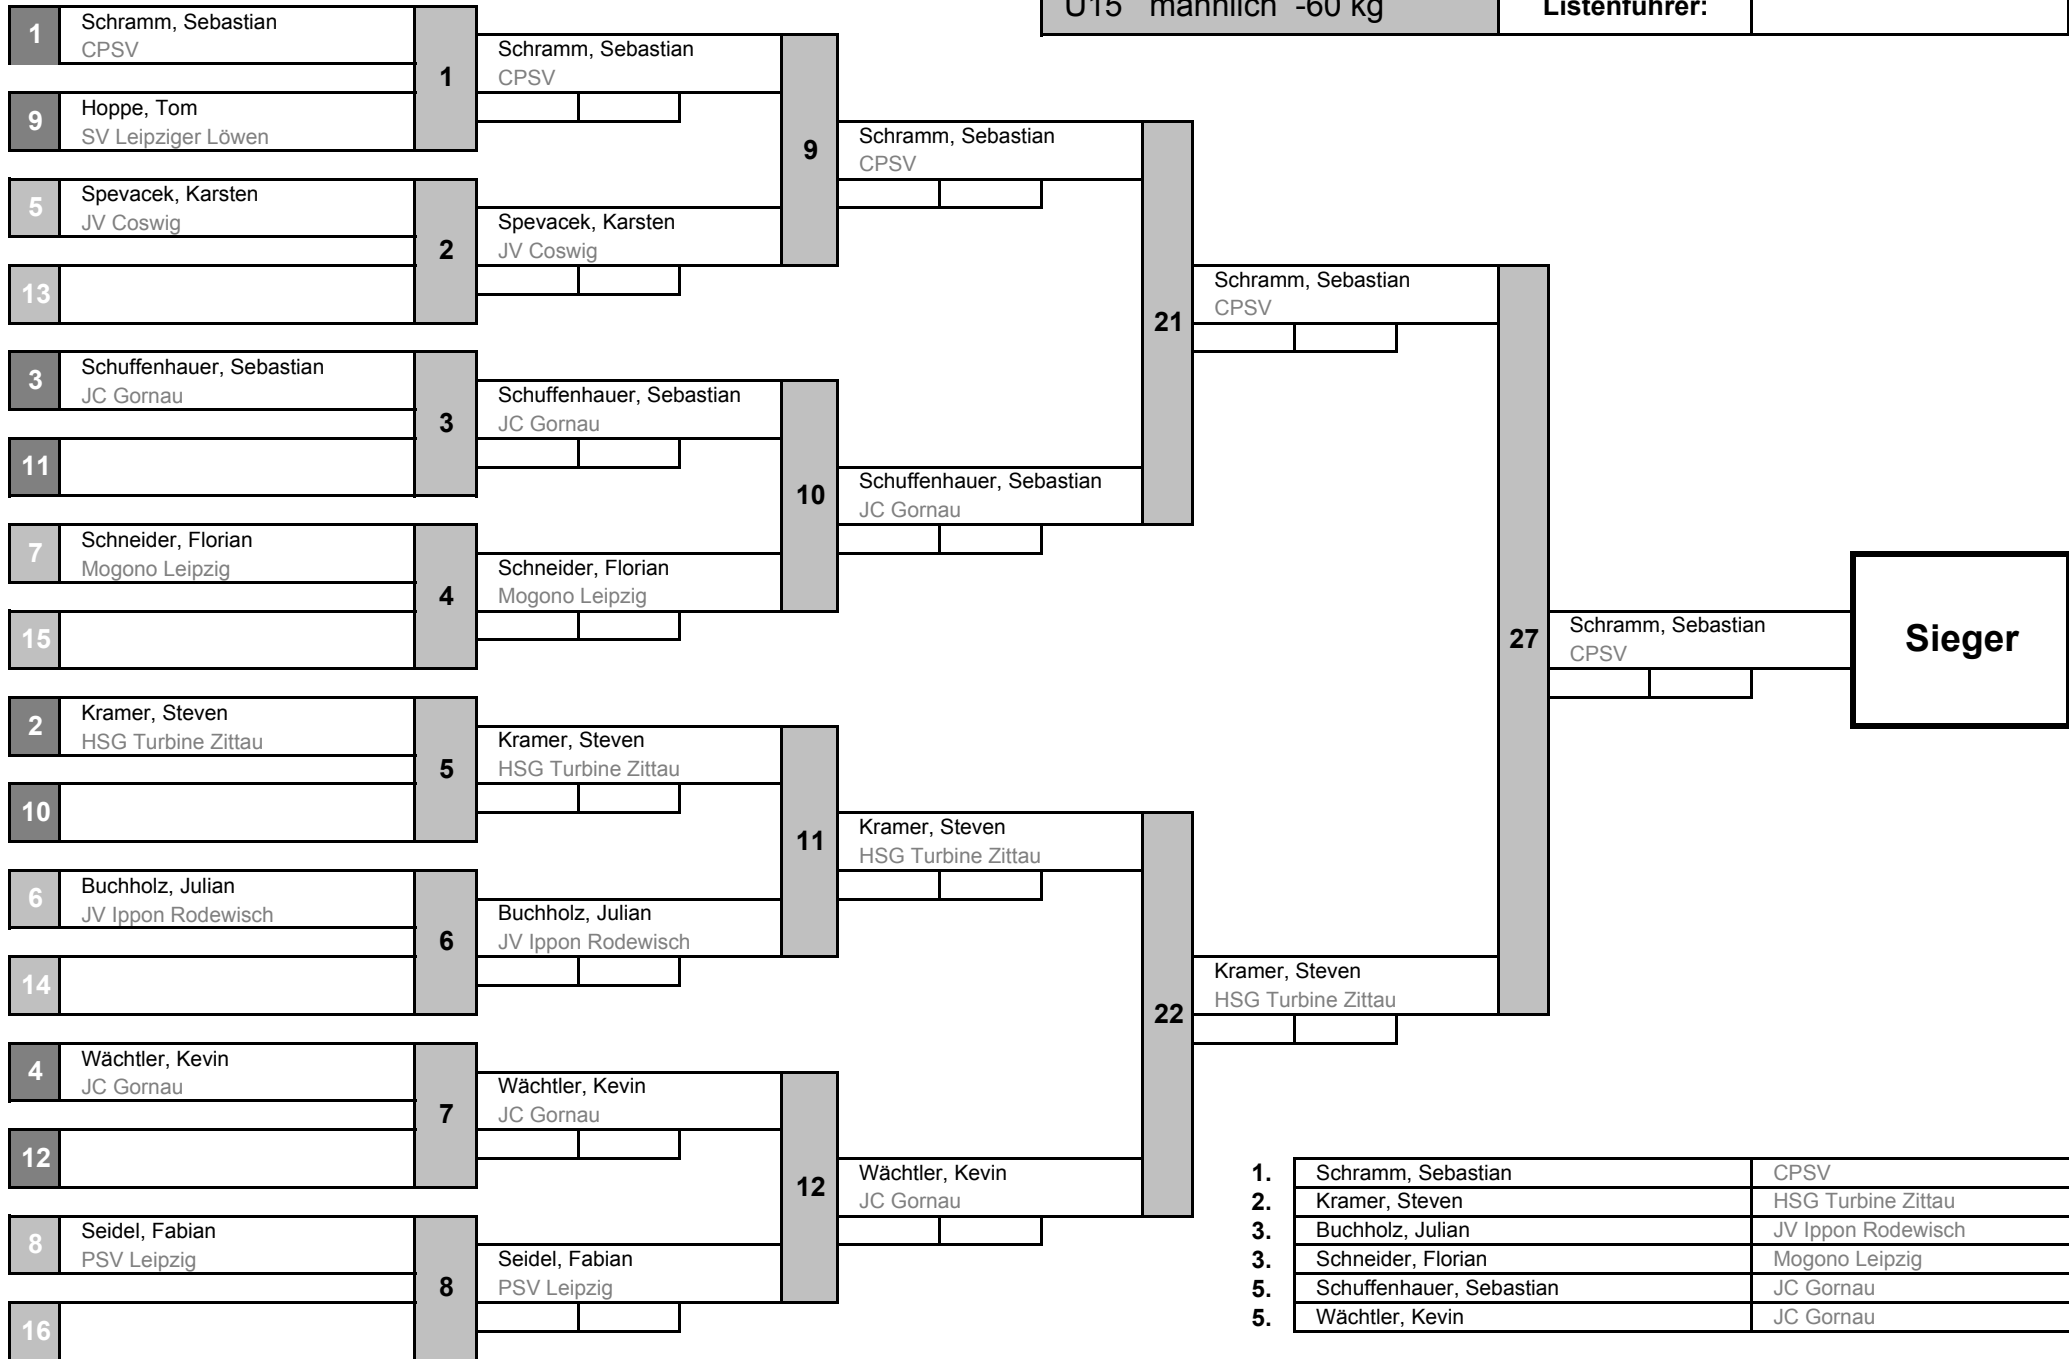 U15 männlich -60 kg
Listenführer:
1
Schramm, Sebastian
CPSV
9
Hoppe, Tom
SV Leipziger Löwen
5
Spevacek, Karsten
JV Coswig
13
3
Schuffenhauer, Sebastian
JC Gornau
11
7
Schneider, Florian
Mogono Leipzig
15
2
Kramer, Steven
HSG Turbine Zittau
10
6
Buchholz, Julian
JV Ippon Rodewisch
14
4
Wächtler, Kevin
JC Gornau
12
8
Seidel, Fabian
PSV Leipzig
16
1
2
3
4
5
6
7
8
Schramm, Sebastian
CPSV
Spevacek, Karsten
JV Coswig
Schuffenhauer, Sebastian
JC Gornau
Schneider, Florian
Mogono Leipzig
Kramer, Steven
HSG Turbine Zittau
Buchholz, Julian
JV Ippon Rodewisch
Wächtler, Kevin
JC Gornau
Seidel, Fabian
PSV Leipzig
9
10
11
12
Schramm, Sebastian
CPSV
Schuffenhauer, Sebastian
JC Gornau
Kramer, Steven
HSG Turbine Zittau
Wächtler, Kevin
JC Gornau
21
22
Schramm, Sebastian
CPSV
Kramer, Steven
HSG Turbine Zittau
27
Schramm, Sebastian
CPSV
Sieger
1. Schramm, Sebastian CPSV
2. Kramer, Steven HSG Turbine Zittau
3. Buchholz, Julian JV Ippon Rodewisch
3. Schneider, Florian Mogono Leipzig
5. Schuffenhauer, Sebastian JC Gornau
5. Wächtler, Kevin JC Gornau